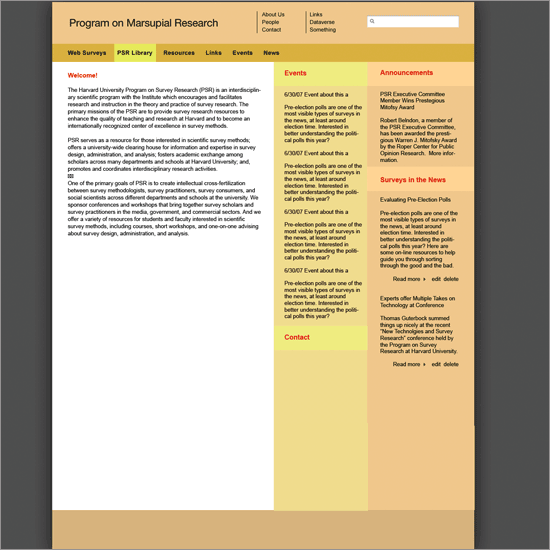 Program on Marsupial Research
About Us
People
Contact
Links
Dataverse
Something
Web Surveys
PSR Library
Resources
Links
Events
News
Welcome!
The Harvard University Program on Survey Research (PSR) is an interdisciplin-
ary scientific program with the Institute which encourages and facilitates
research and instruction in the theory and practice of survey research. The
primary missions of the PSR are to provide survey research resources to
enhance the quality of teaching and research at Harvard and to become an
internationally recognized center of excellence in survey methods.
PSR serves as a resource for those interested in scientific survey methods;
offers a university-wide clearing house for information and expertise in survey
design, administration, and analysis; fosters academic exchange among
scholars across many departments and schools at Harvard University; and,
promotes and coordinates interdisciplinary research activities.
One of the primary goals of PSR is to create intellectual cross-fertilization
between survey methodologists, survey practitioners, survey consumers, and
social scientists across different departments and schools at the university. We
sponsor conferences and workshops that bring together survey scholars and
survey practitioners in the media, government, and commercial sectors. And we
offer a variety of resources for students and faculty interested in scientific
survey methods, including courses, short workshops, and one-on-one advising
about survey design, administration, and analysis.
Events
6/30/07 Event about this a
Pre-election polls are one of the
most visible types of surveys in
the news, at least around
election time. Interested in
better understanding the politi-
cal polls this year?
6/30/07 Event about this a
Pre-election polls are one of the
most visible types of surveys in
the news, at least around
election time. Interested in
better understanding the politi-
cal polls this year?
6/30/07 Event about this a
Pre-election polls are one of the
most visible types of surveys in
the news, at least around
election time. Interested in
better understanding the politi-
cal polls this year?
6/30/07 Event about this a
Pre-election polls are one of the
most visible types of surveys in
the news, at least around
election time. Interested in
better understanding the politi-
cal polls this year?
Contact
Announcements
PSR Executive Committee
Member Wins Prestegious
Mitofsy Award
Robert Belndon, a member of
the PSR Executive Committee,
has been awarded the presti-
gious Warren J. Mitofsky Award
by the Roper Center for Public
Opinion Research. More infor-
mation.
Surveys in the News
Evaluating Pre-Election Polls
Pre-election polls are one of the
most visible types of surveys in
the news, at least around
election time. Interested in
better understanding the politi-
cal polls this year? Here are
some on-line resources to help
guide you through sorting
through the good and the bad.
Read more edit delete
Experts offer Multiple Takes on
Technology at Conference
Thomas Guterbock summed
things up nicely at the recent
"New Technolgies and Survey
Research" conference held by
the Program on Survey
Research at Harvard University.
Read more edit delete